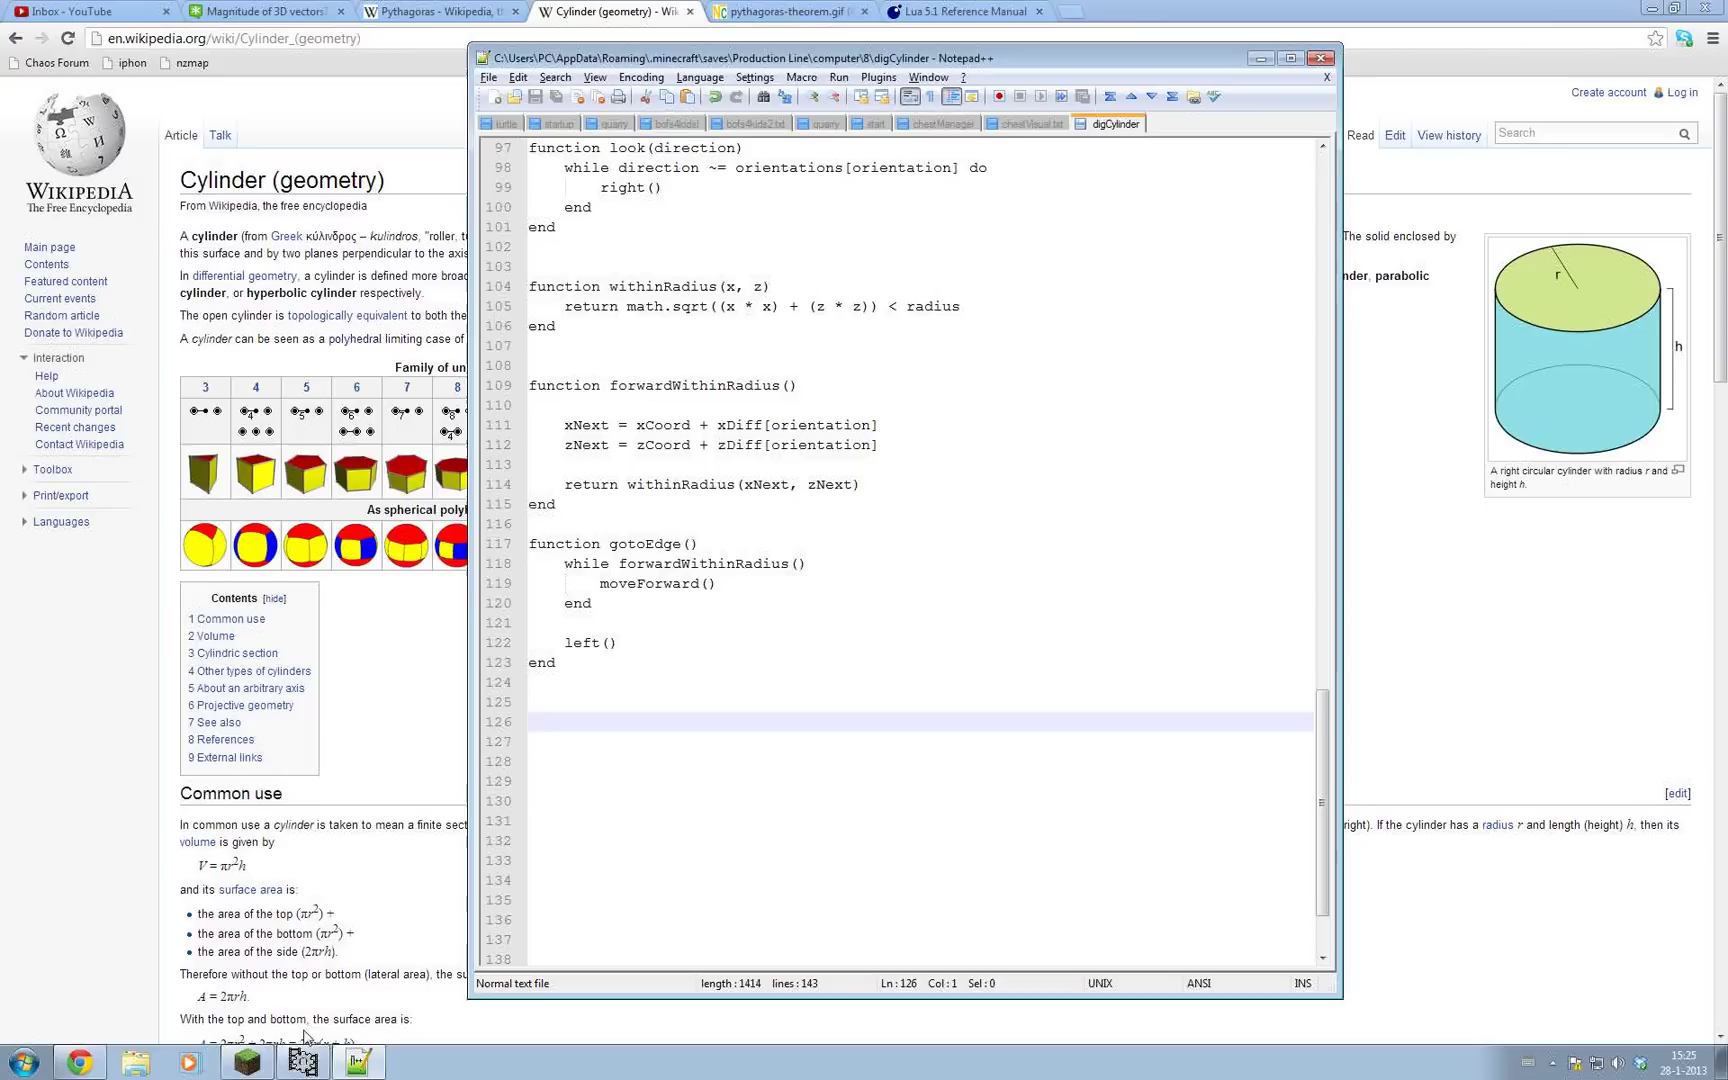 Inbox - YouTube
Magnitude of 3D vectors
Pythagoras - Wikipedia, t
Cylinder (geometry) - Wik
pythagoras-theorem.gif
Lua 5.1 Reference Manual
en.wikipedia.org/wiki/Cylinder_(geometry)
Chaos Forum
iphon
nzmap
WIKIPEDIA
The Free Encyclopedia
Main page
Contents
Featured content
Current events
Random article
Donate to Wikipedia
Interaction
Help
About Wikipedia
Community portal
Recent changes
Contact Wikipedia
Toolbox
Print/export
Languages
Create account
Log in
Article
Talk
Read
Edit
View history
Search
Cylinder (geometry)
From Wikipedia, the free encyclopedia
A cylinder (from Greek κύλινδρος – kulindros, "roller, t
this surface and by two planes perpendicular to the axis
In differential geometry, a cylinder is defined more broa
cylinder, or hyperbolic cylinder respectively.
The open cylinder is topologically equivalent to both the
A cylinder can be seen as a polyhedral limiting case of
The solid enclosed by
nder, parabolic
Family of un
3 4 5 6 7 8
4 5 6 7 8
4
As spherical polyh
r
h
A right circular cylinder with radius r and
height h.
Contents [hide]
1 Common use
2 Volume
3 Cylindric section
4 Other types of cylinders
5 About an arbitrary axis
6 Projective geometry
7 See also
8 References
9 External links
Common use
[edit]
In common use a cylinder is taken to mean a finite sect
right). If the cylinder has a radius r and length (height) h, then its
volume is given by
V = πr²h
and its surface area is:
the area of the top (πr²) +
the area of the bottom (πr²) +
the area of the side (2πrh).
Therefore without the top or bottom (lateral area), the su
A = 2πrh.
With the top and bottom, the surface area is:
C:\Users\PC\AppData\Roaming\.minecraft\saves\Production Line\computer\8\digCylinder - Notepad++
File Edit Search View Encoding Language Settings Macro Run Plugins Window ?
X
turtle
startup
quarry
bofs4kidsI
bofs4kids2.txt
quarry
start
chestManager
chestVisual.txt
digCylinder
97 function look(direction)
98 while direction ~= orientations[orientation] do
99 right()
100 end
101 end
102
103
104 function withinRadius(x, z)
105 return math.sqrt((x * x) + (z * z)) < radius
106 end
107
108
109 function forwardWithinRadius()
110
111 xNext = xCoord + xDiff[orientation]
112 zNext = zCoord + zDiff[orientation]
113
114 return withinRadius(xNext, zNext)
115 end
116
117 function gotoEdge()
118 while forwardWithinRadius()
119 moveForward()
120 end
121
122 left()
123 end
124
125
126
127
128
129
130
131
132
133
134
135
136
137
138
Normal text file
length : 1414 lines : 143
Ln : 126 Col : 1 Sel : 0
UNIX
ANSI
INS
15:25
28-1-2013